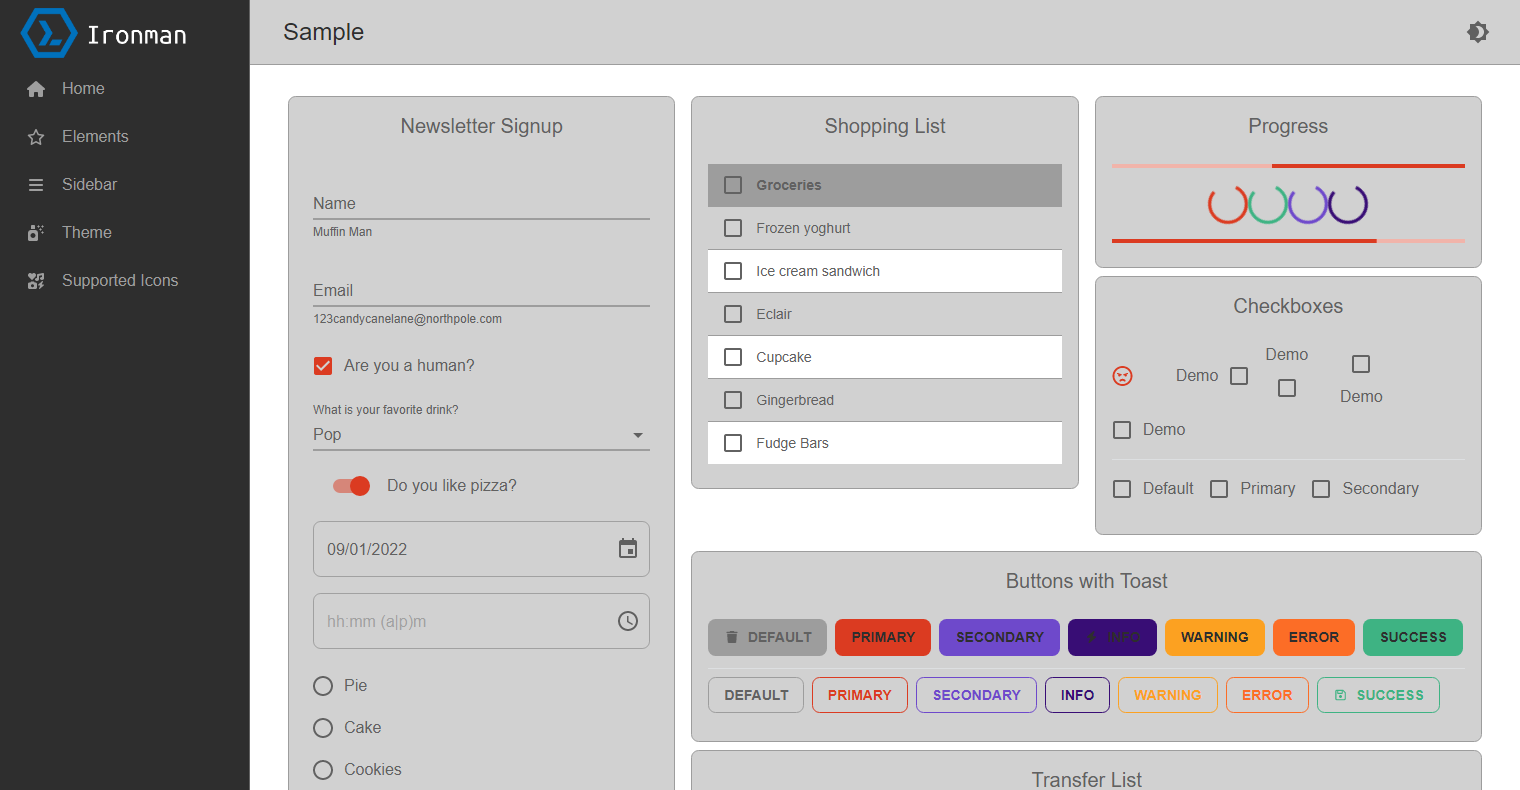 Ironman
Home
Elements
Sidebar
Theme
Supported Icons
Sample
Newsletter Signup
Name
Muffin Man
Email
123candycanelane@northpole.com
Are you a human?
What is your favorite drink?
Pop
Do you like pizza?
09/01/2022
hh:mm (a|p)m
Pie
Cake
Cookies
Shopping List
Groceries
Frozen yoghurt
Ice cream sandwich
Eclair
Cupcake
Gingerbread
Fudge Bars
Progress
Checkboxes
Demo
Demo
Demo
Demo
Default Primary Secondary
Buttons with Toast
DEFAULT PRIMARY SECONDARY INFO WARNING ERROR SUCCESS
DEFAULT PRIMARY SECONDARY INFO WARNING ERROR SUCCESS
Transfer List